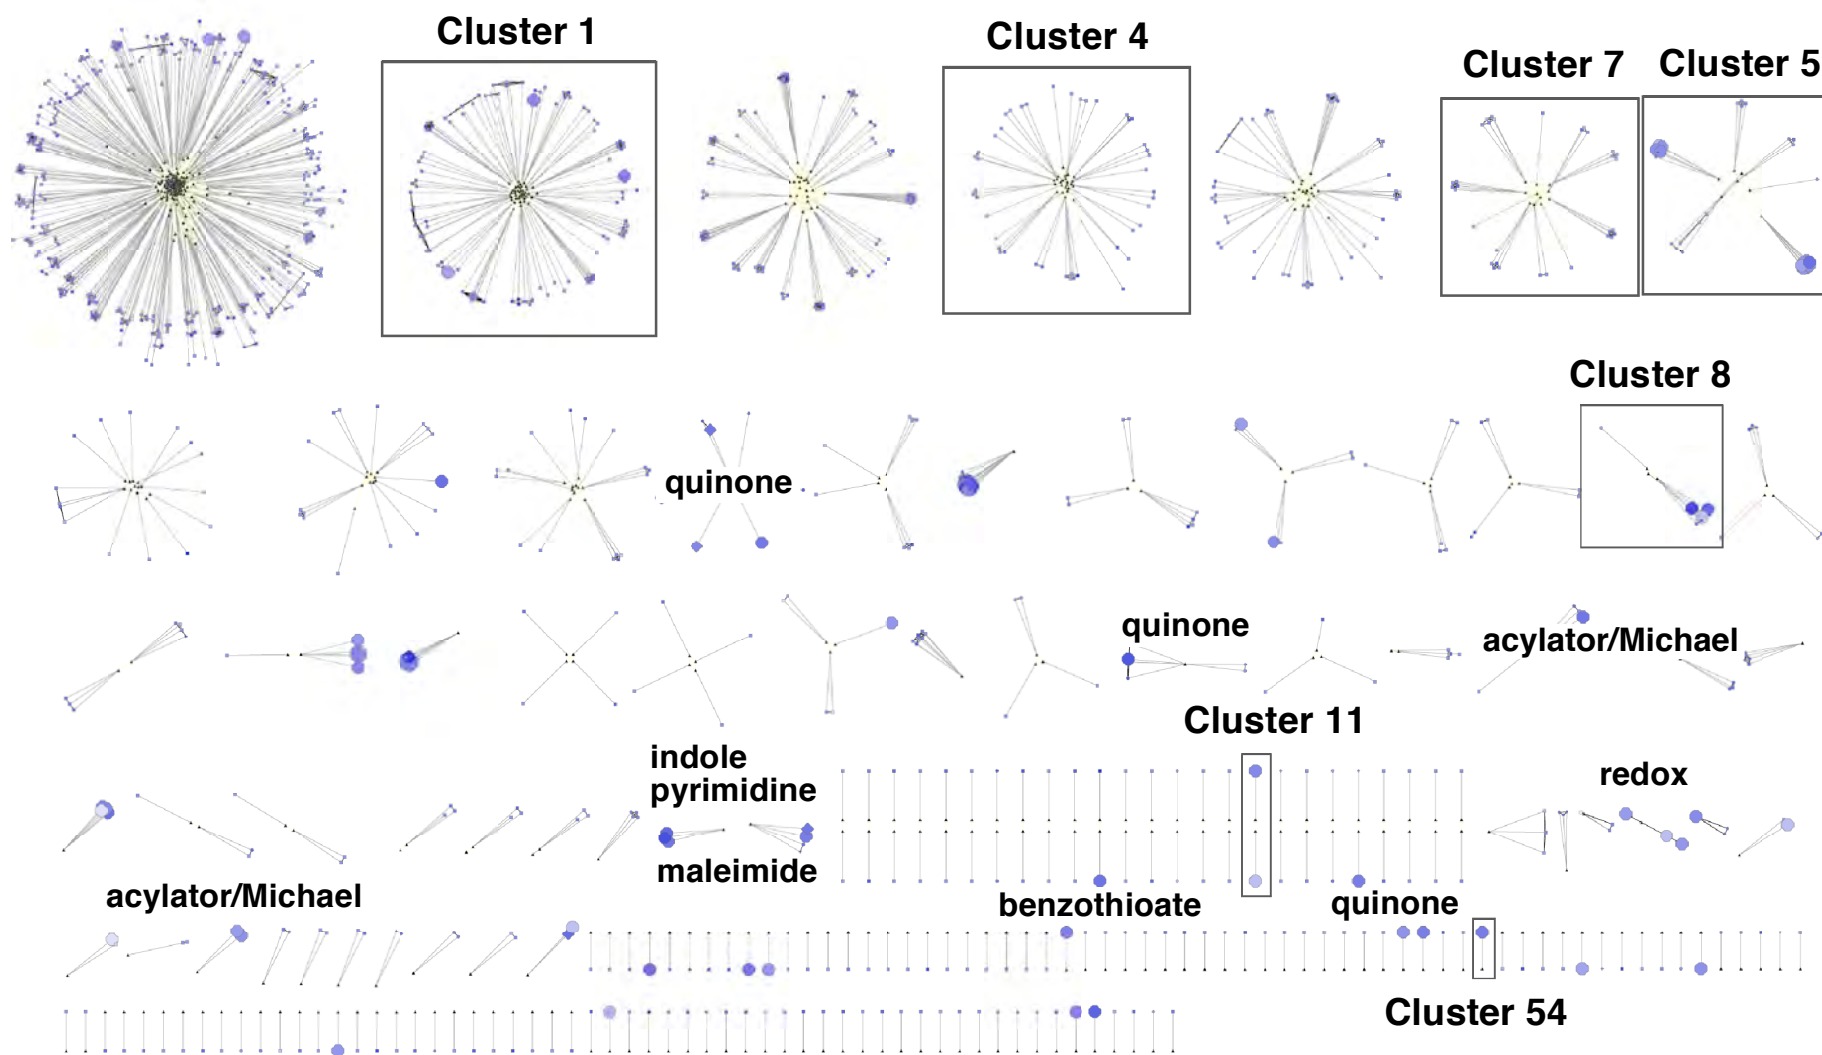 Cluster 1
Cluster 4
Cluster 7
Cluster 5
Cluster 8
quinone
quinone
acylator/Michael
Cluster 11
indole
pyrimidine
redox
maleimide
acylator/Michael
benzothioate
quinone
Cluster 54